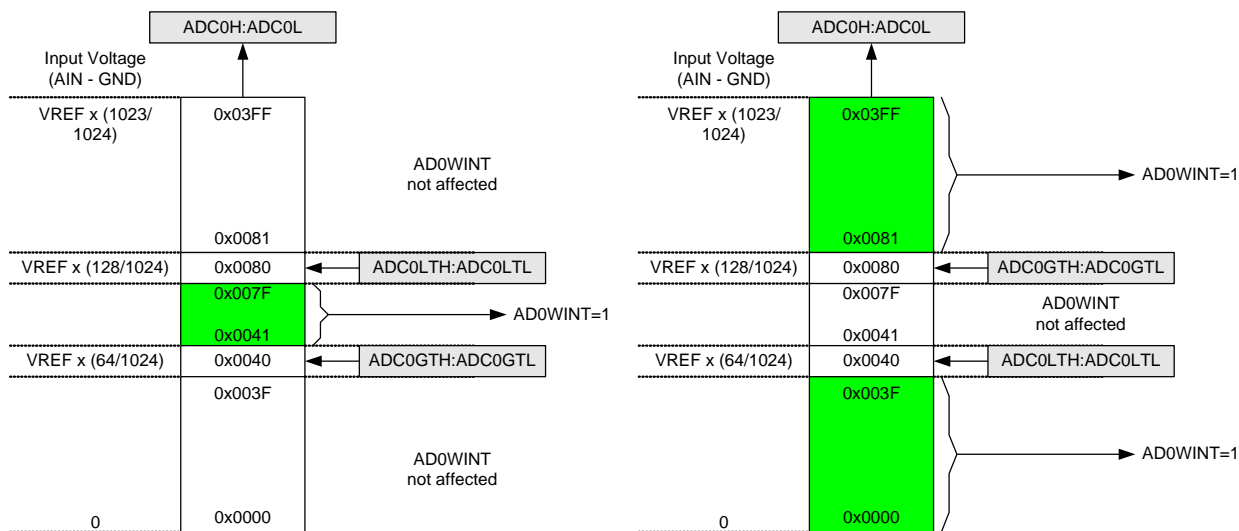 ADC0H:ADC0L
Input Voltage
(AIN - GND)
VREF x (1023/
1024)
0x03FF
AD0WINT
not affected
0x0081
VREF x (128/1024)
0x0080
ADC0LTH:ADC0LTL
0x007F
AD0WINT=1
0x0041
VREF x (64/1024)
0x0040
ADC0GTH:ADC0GTL
0x003F
AD0WINT
not affected
0
0x0000
ADC0H:ADC0L
Input Voltage
(AIN - GND)
VREF x (1023/
1024)
0x03FF
AD0WINT=1
0x0081
VREF x (128/1024)
0x0080
ADC0GTH:ADC0GTL
0x007F
AD0WINT
not affected
0x0041
VREF x (64/1024)
0x0040
ADC0LTH:ADC0LTL
0x003F
AD0WINT=1
0
0x0000